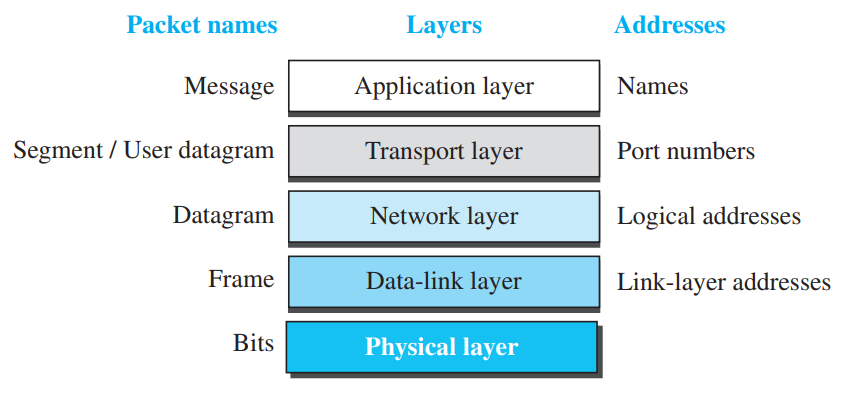 Packet names Layers Addresses
Message Application layer Names
Segment / User datagram Transport layer Port numbers
Datagram Network layer Logical addresses
Frame Data-link layer Link-layer addresses
Bits Physical layer